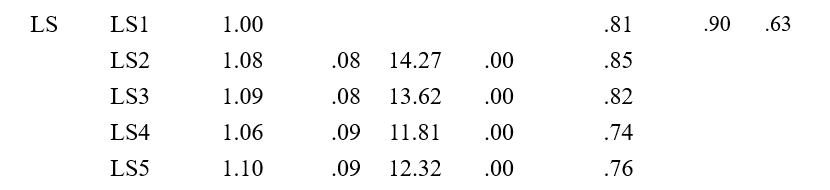 LS LS1 1.00 .81 .90 .63
LS2 1.08 .08 14.27 .00 .85
LS3 1.09 .08 13.62 .00 .82
LS4 1.06 .09 11.81 .00 .74
LS5 1.10 .09 12.32 .00 .76